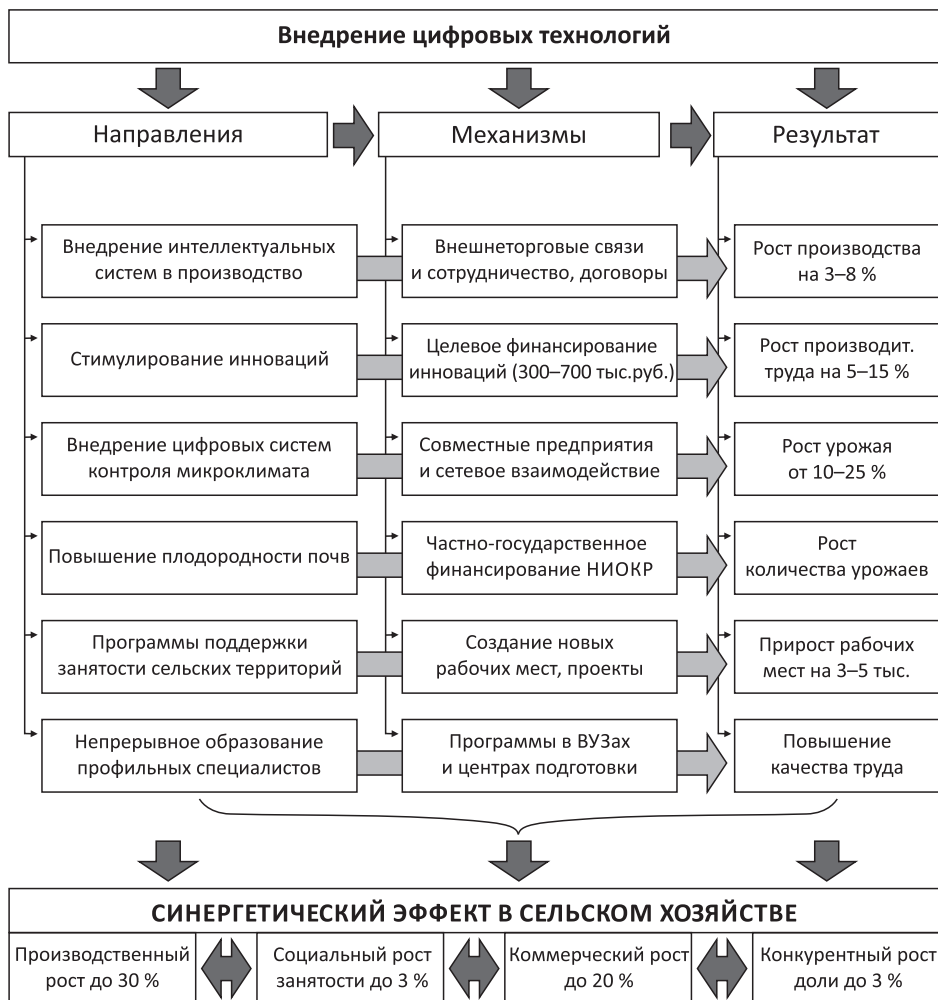 Внедрение цифровых технологий
Направления
Механизмы
Результат
Внедрение интеллектуальных
систем в производство
Внешнеторговые связи
и сотрудничество, договоры
Рост производства
на 3–8 %
Стимулирование инноваций
Целевое финансирование
инноваций (300–700 тыс.руб.)
Рост производит.
труда на 5–15 %
Внедрение цифровых систем
контроля микроклимата
Совместные предприятия
и сетевое взаимодействие
Рост урожая
от 10–25 %
Повышение плодородности почв
Частно-государственное
финансирование НИОКР
Рост
количества урожаев
Программы поддержки
занятости сельских территорий
Создание новых
рабочих мест, проекты
Прирост рабочих
мест на 3–5 тыс.
Непрерывное образование
профильных специалистов
Программы в ВУЗах
и центрах подготовки
Повышение
качества труда
СИНЕРГЕТИЧЕСКИЙ ЭФФЕКТ В СЕЛЬСКОМ ХОЗЯЙСТВЕ
Производственный
рост до 30 %
Социальный рост
занятости до 3 %
Коммерческий рост
до 20 %
Конкурентный рост
доли до 3 %